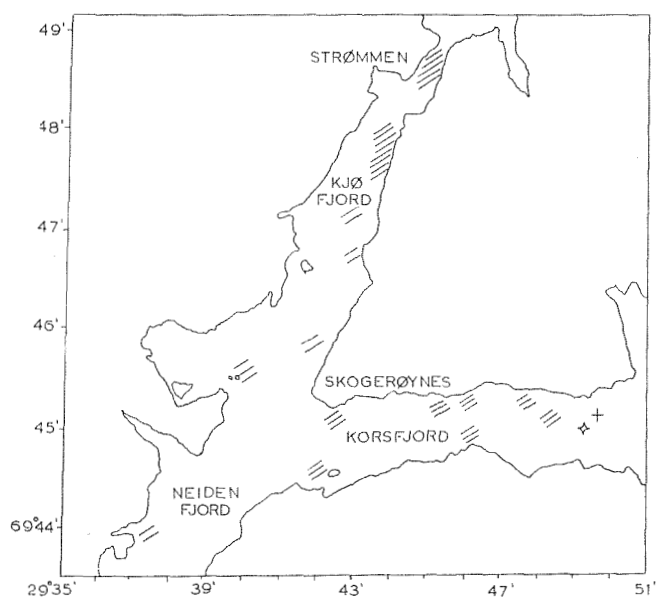 49'
STRØMMEN
48'
KJØ
FJORD
47'
46'
SKOGERØYNES
45'
KORSFJORD
NEIDEN
FJORD
69°44'
29°35' 39' 43' 47' 51'